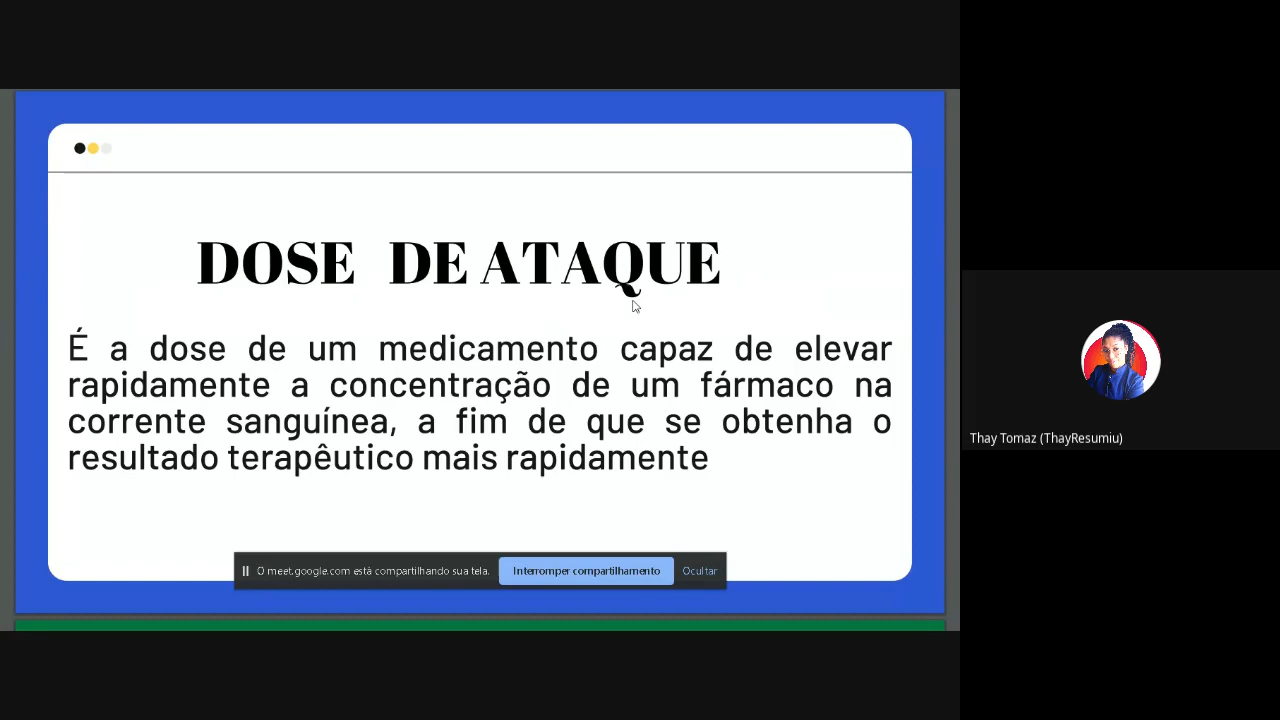 DOSE DE ATAQUE
É a dose de um medicamento capaz de elevar
rapidamente a concentração de um fármaco na
corrente sanguínea, a fim de que se obtenha o
resultado terapêutico mais rapidamente
O meet.google.com está compartilhando sua tela.
Interromper compartilhamento
Ocultar
Thay Tomaz (ThayResumiu)